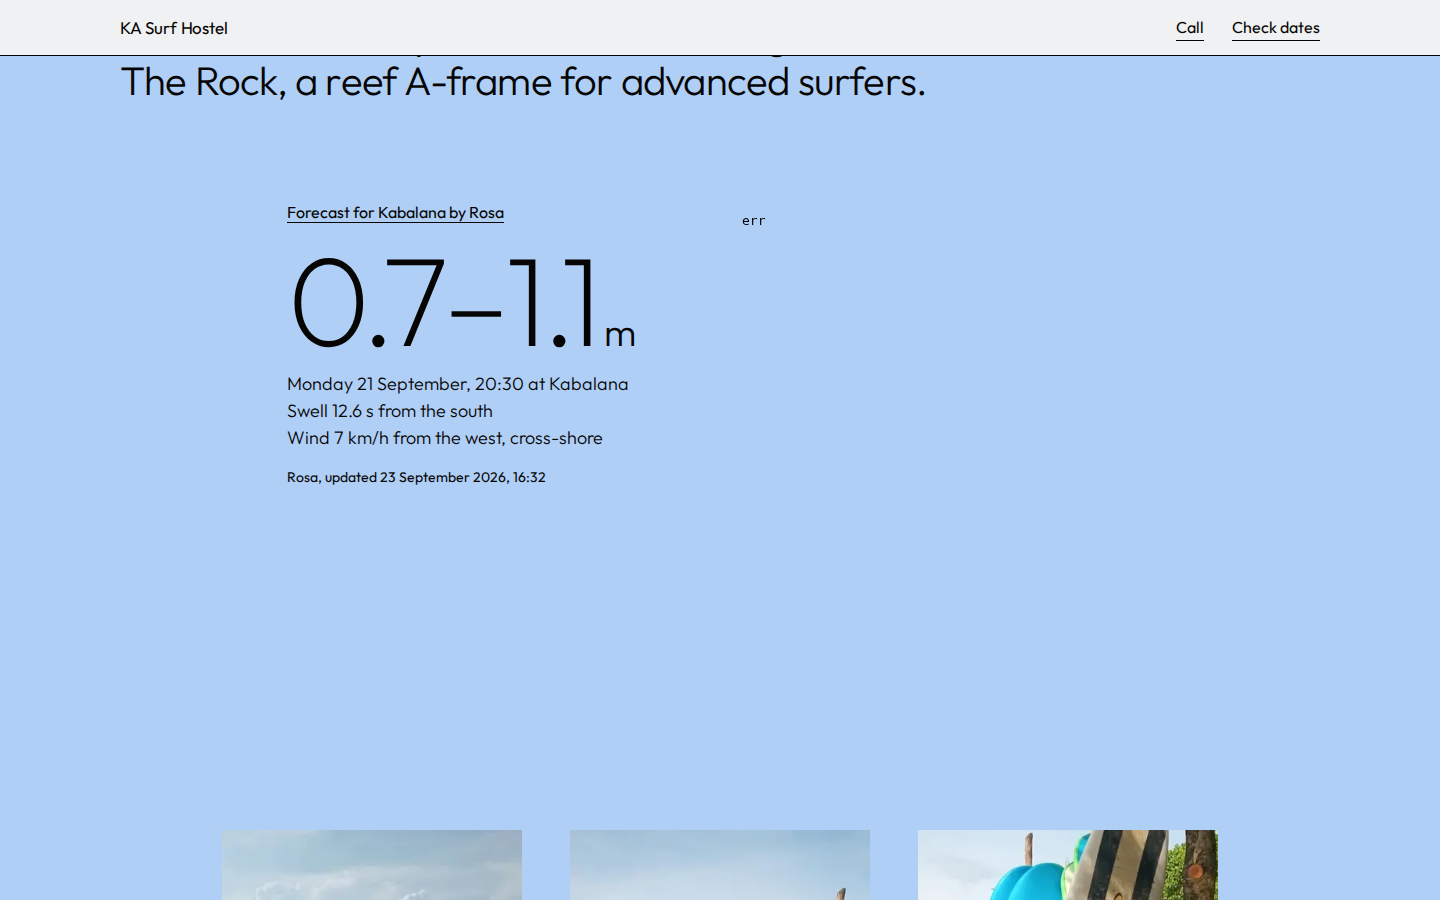 KA Surf Hostel
Call
Check dates
The Rock, a reef A-frame for advanced surfers.
Forecast for Kabalana by Rosa
err
0.7–1.1 m
Monday 21 September, 20:30 at Kabalana
Swell 12.6 s from the south
Wind 7 km/h from the west, cross-shore
Rosa, updated 23 September 2026, 16:32